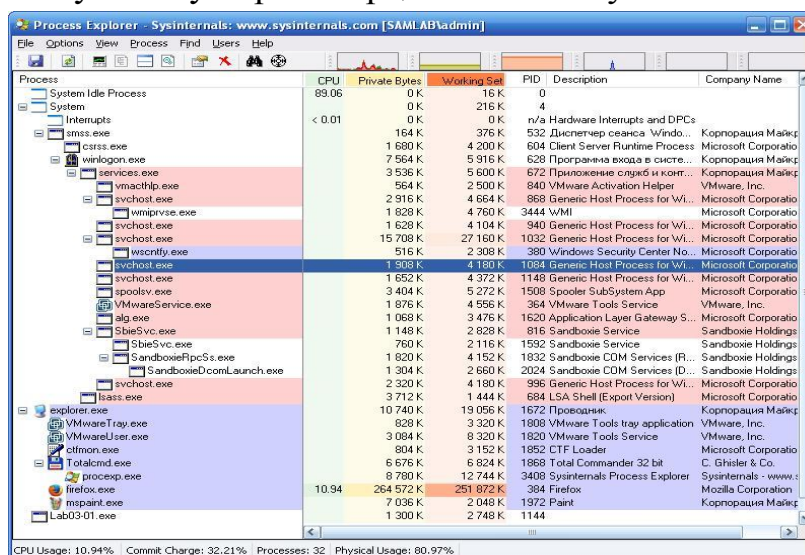 Process Explorer - Sysinternals: www.sysinternals.com [SAMLAB\admin]
File Options View Process Find Users Help
Process CPU Private Bytes Working Set PID Description Company Name
System Idle Process 89.06 0 K 16 K 0
System 0 K 216 K 4
Interrupts < 0.01 0 K 0 K n/a Hardware Interrupts and DPCs
smss.exe 164 K 376 K 532 Диспетчер сеанса Windo... Корпорация Майкр
csrss.exe 1 680 K 4 200 K 604 Client Server Runtime Process Microsoft Corporatio
winlogon.exe 7 564 K 5 916 K 628 Программа входа в систе... Корпорация Майкр
services.exe 3 536 K 5 600 K 672 Приложение служб и конт... Корпорация Майкр
vmacthlp.exe 564 K 2 500 K 840 VMware Activation Helper VMware, Inc.
svchost.exe 2 916 K 4 664 K 868 Generic Host Process for Wi... Microsoft Corporatio
wmiprvse.exe 1 828 K 4 760 K 3444 WMI Microsoft Corporatio
svchost.exe 1 628 K 4 104 K 940 Generic Host Process for Wi... Microsoft Corporatio
svchost.exe 15 708 K 27 160 K 1032 Generic Host Process for Wi... Microsoft Corporatio
wscntfy.exe 516 K 2 308 K 380 Windows Security Center No... Microsoft Corporatio
svchost.exe 1 908 K 4 180 K 1084 Generic Host Process for Wi... Microsoft Corporatio
svchost.exe 1 652 K 4 372 K 1148 Generic Host Process for Wi... Microsoft Corporatio
spoolsv.exe 3 404 K 5 272 K 1508 Spooler SubSystem App Microsoft Corporatio
VMwareService.exe 1 876 K 4 556 K 364 VMware Tools Service VMware, Inc.
alg.exe 1 068 K 3 476 K 1620 Application Layer Gateway S... Microsoft Corporatio
SbieSvc.exe 1 148 K 2 828 K 816 Sandboxie Service Sandboxie Holdings
SbieSvc.exe 760 K 2 116 K 1592 Sandboxie Service Sandboxie Holdings
SandboxieRpcSs.exe 1 820 K 4 152 K 1832 Sandboxie COM Services (R... Sandboxie Holdings
SandboxieDcomLaunch.exe 1 304 K 2 660 K 2024 Sandboxie COM Services (D... Sandboxie Holdings
svchost.exe 2 320 K 4 180 K 996 Generic Host Process for Wi... Microsoft Corporatio
lsass.exe 3 712 K 1 444 K 684 LSA Shell (Export Version) Microsoft Corporatio
explorer.exe 10 740 K 19 056 K 1672 Проводник Корпорация Майкр
VMwareTray.exe 828 K 3 320 K 1808 VMware Tools tray application VMware, Inc.
VMwareUser.exe 3 084 K 8 320 K 1820 VMware Tools Service VMware, Inc.
ctfmon.exe 804 K 3 152 K 1852 CTF Loader Microsoft Corporatio
Totalcmd.exe 6 676 K 6 824 K 1868 Total Commander 32 bit C. Ghisler & Co.
procexp.exe 8 780 K 12 744 K 3408 Sysinternals Process Explorer Sysinternals - www.s
firefox.exe 10.94 264 572 K 251 872 K 384 Firefox Mozilla Corporation
mspaint.exe 7 036 K 2 048 K 1972 Paint Корпорация Майкр
Lab03-01.exe 1 300 K 2 748 K 1144
CPU Usage: 10.94% Commit Charge: 32.21% Processes: 32 Physical Usage: 80.97%